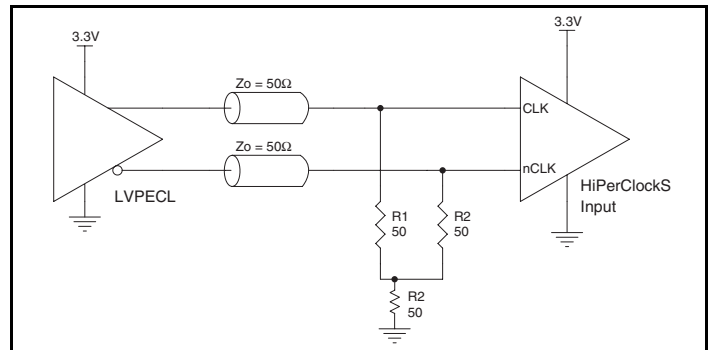 3.3V
3.3V
Zo = 50Ω
CLK
Zo = 50Ω
nCLK
LVPECL
HiPerClockS
Input
R1
50
R2
50
R2
50